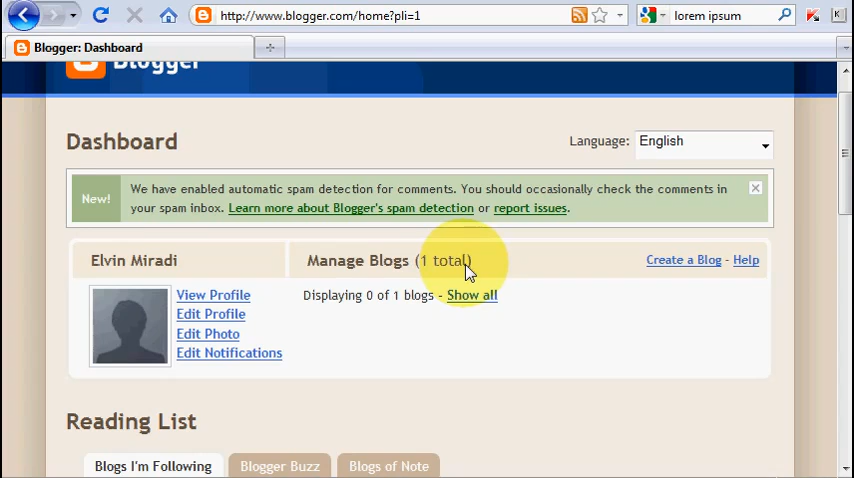 http://www.blogger.com/home?pli=1
lorem ipsum
Blogger: Dashboard
Blogger
Dashboard
Language: English
New! We have enabled automatic spam detection for comments. You should occasionally check the comments in
your spam inbox. Learn more about Blogger's spam detection or report issues.
Elvin Miradi
Manage Blogs (1 total)
Create a Blog - Help
View Profile
Edit Profile
Edit Photo
Edit Notifications
Displaying 0 of 1 blogs - Show all
Reading List
Blogs I'm Following
Blogger Buzz
Blogs of Note